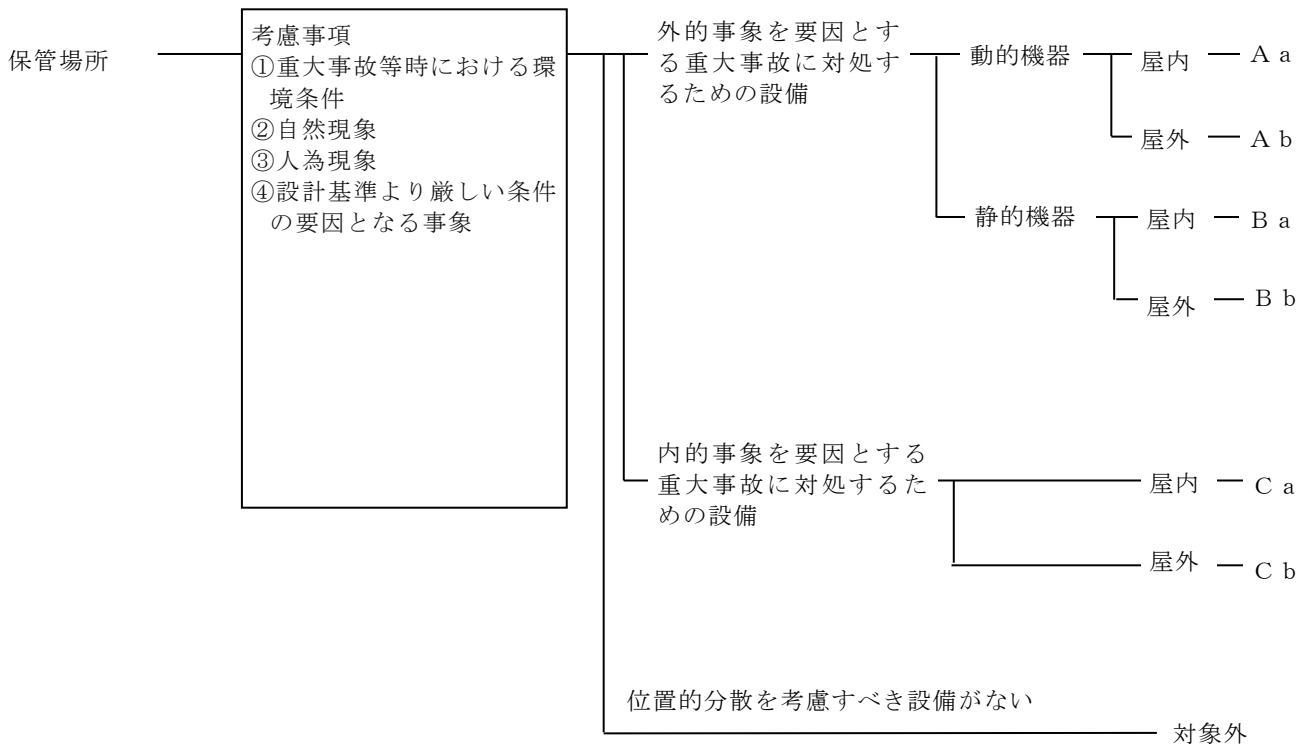 保管場所
考慮事項
①重大事故等時における環
境条件
②自然現象
③人為現象
④設計基準より厳しい条件
の要因となる事象
外的事象を要因とす
る重大事故に対処す
るための設備
動的機器
屋内
Ａａ
屋外
Ａｂ
静的機器
屋内
Ｂａ
屋外
Ｂｂ
内的事象を要因とする
重大事故に対処するた
めの設備
屋内
Ｃａ
屋外
Ｃｂ
位置的分散を考慮すべき設備がない
対象外